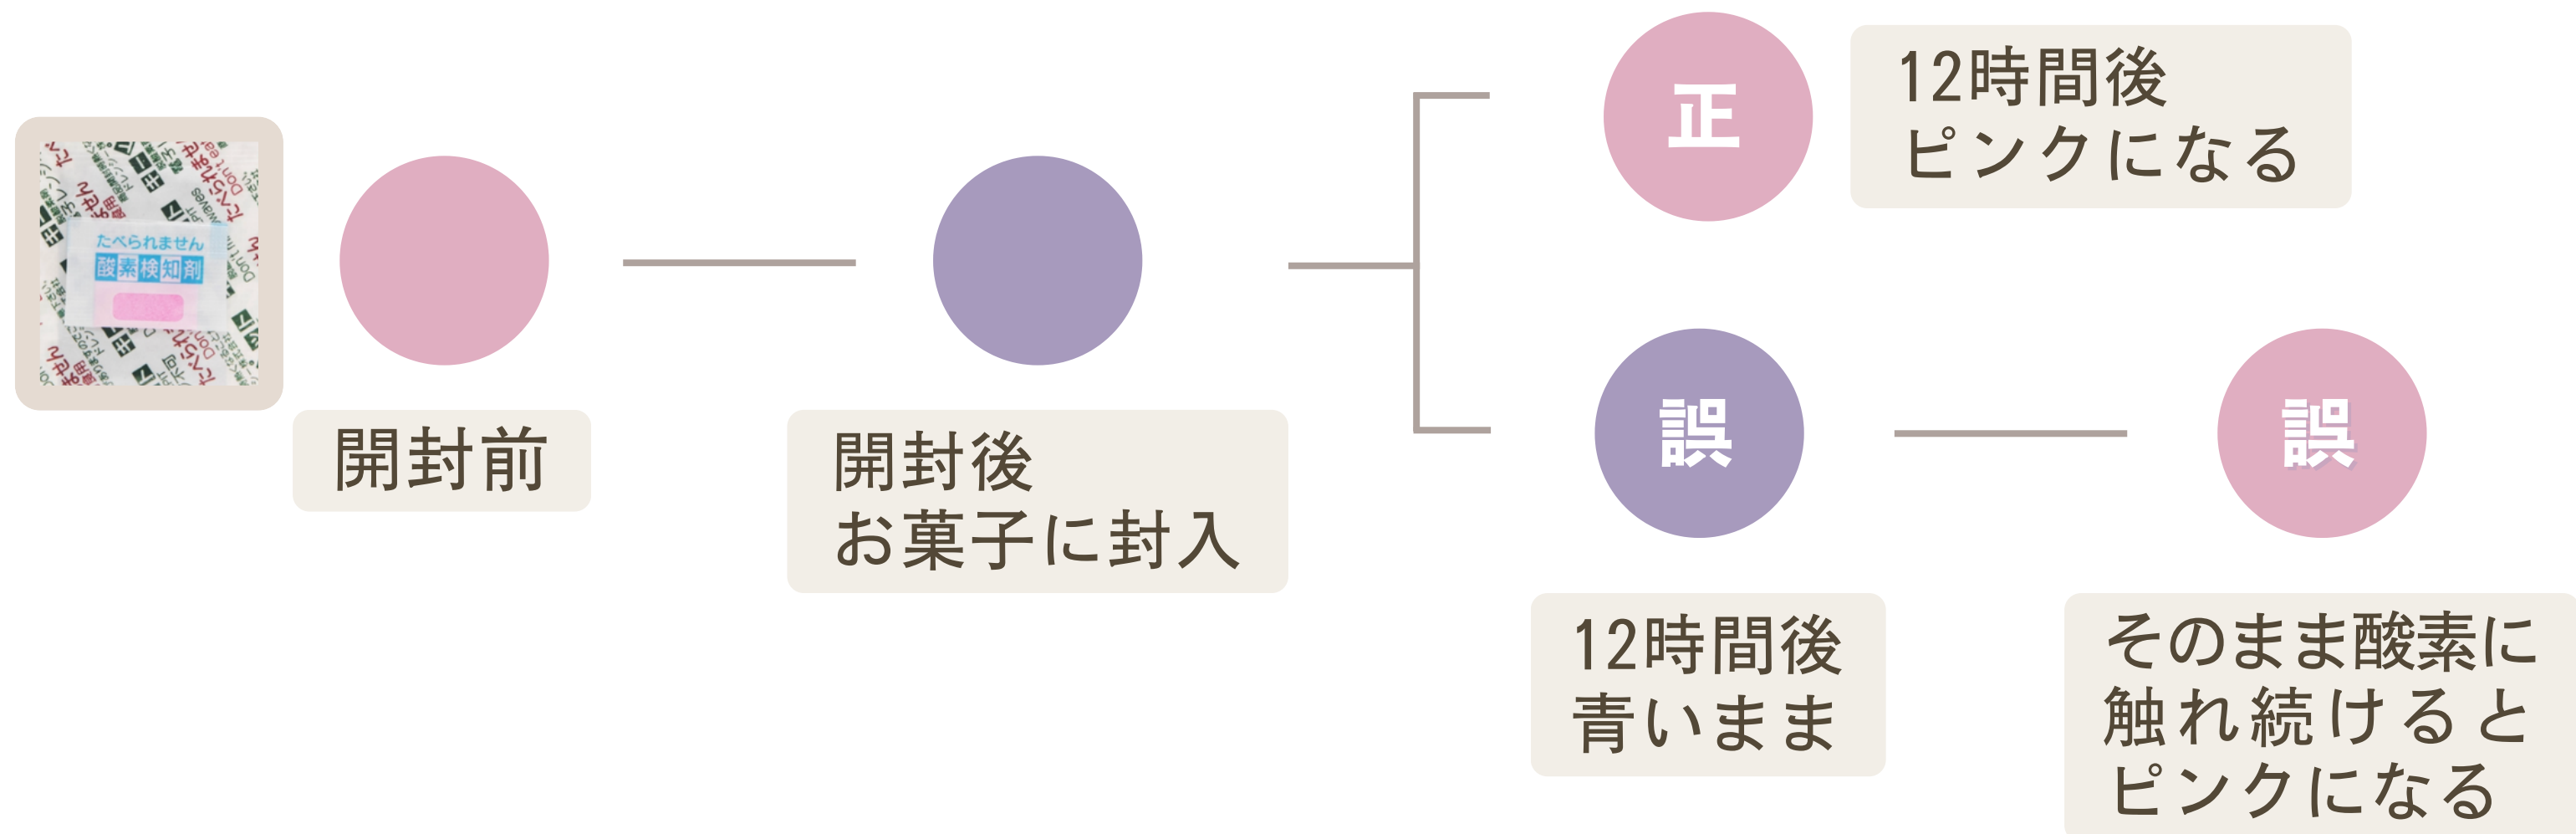 たべられません
酸素検知剤
開封前
開封後
お菓子に封入
正
12時間後
ピンクになる
誤
12時間後
青いまま
誤
そのまま酸素に
触れ続けると
ピンクになる